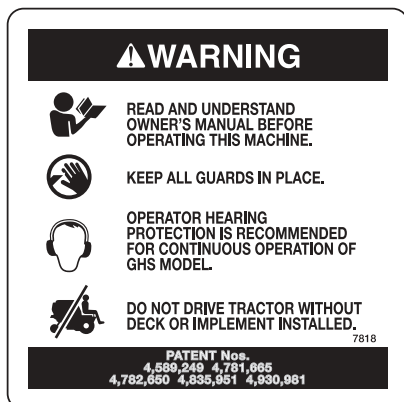 WARNING
READ AND UNDERSTAND
OWNER'S MANUAL BEFORE
OPERATING THIS MACHINE.
KEEP ALL GUARDS IN PLACE.
OPERATOR HEARING
PROTECTION IS RECOMMENDED
FOR CONTINUOUS OPERATION OF
GHS MODEL.
DO NOT DRIVE TRACTOR WITHOUT
DECK OR IMPLEMENT INSTALLED.
7818
PATENT Nos.
4,589,249 4,781,665
4,782,650 4,835,951 4,930,981